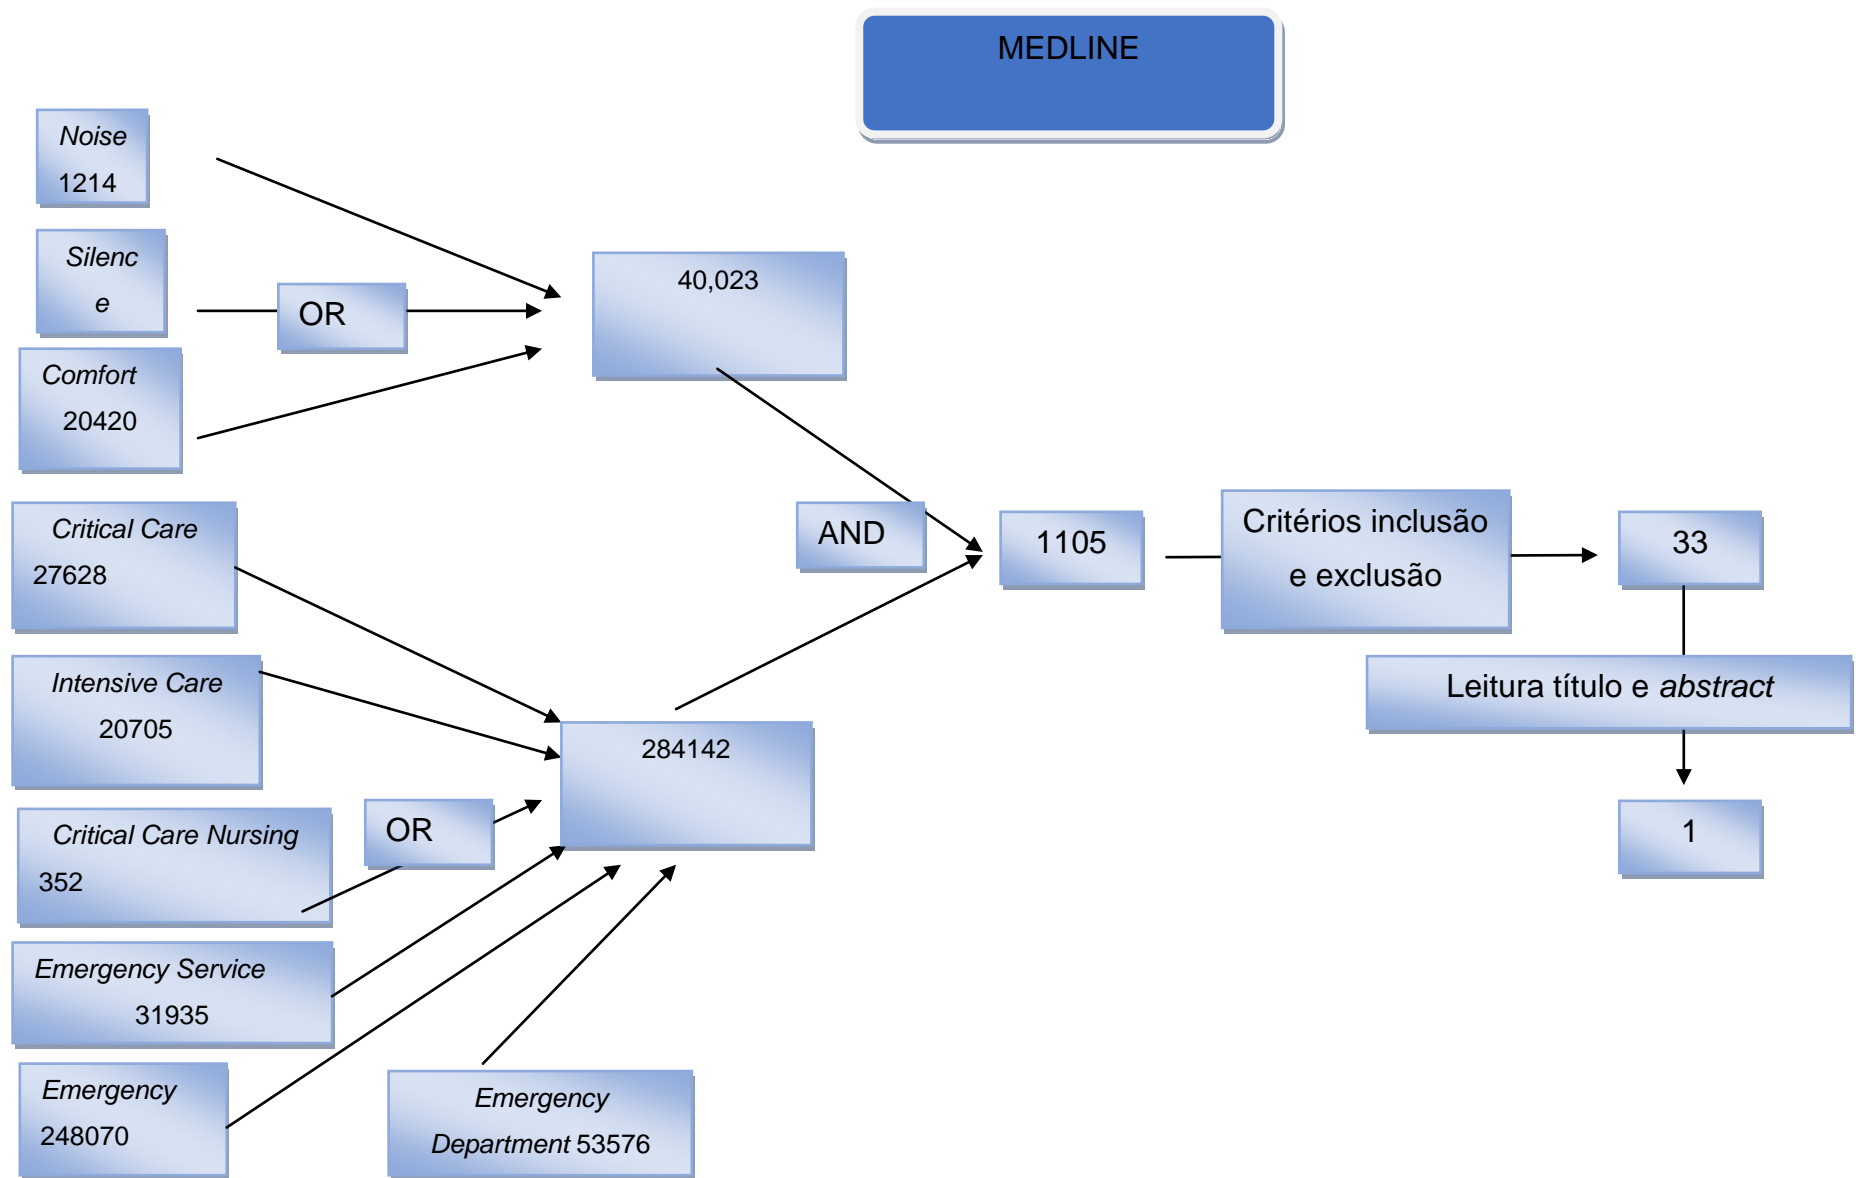 MEDLINE
Noise
1214
Silenc
e
OR
Comfort
20420
40,023
Critical Care
27628
Intensive Care
20705
Critical Care Nursing
352
OR
Emergency Service
31935
Emergency
248070
Emergency
Department 53576
284142
AND
1105
Critérios inclusão
e exclusão
33
Leitura título e abstract
1